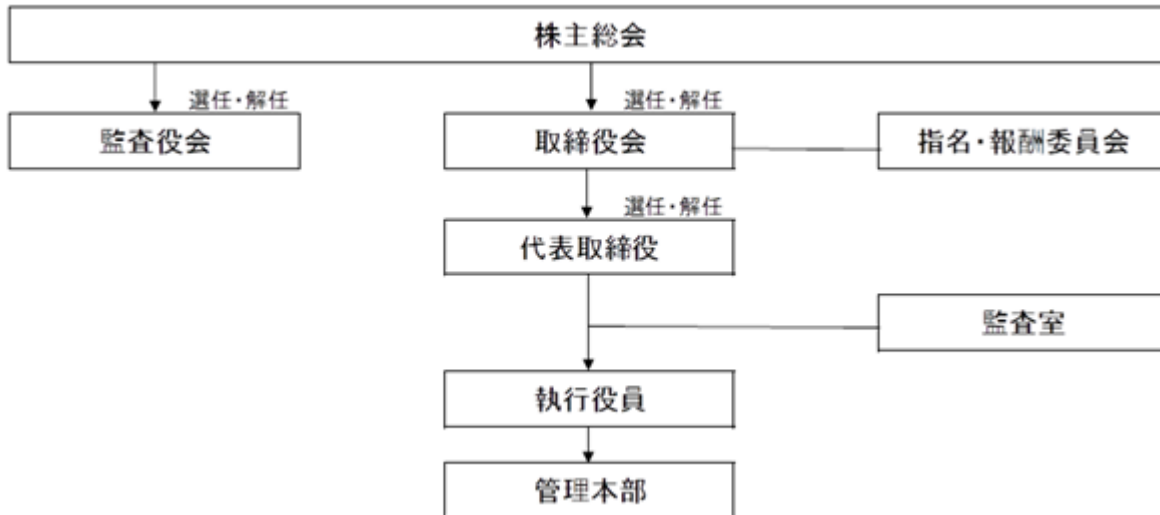 株主総会
選任・解任
選任・解任
監査役会
取締役会
指名・報酬委員会
選任・解任
代表取締役
監査室
執行役員
管理本部